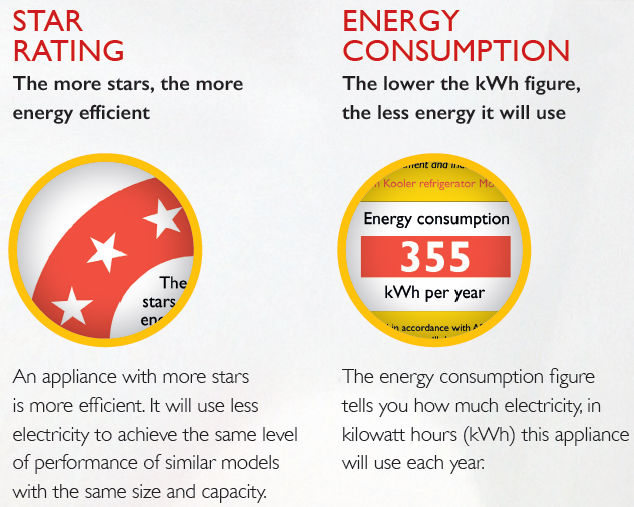 STAR
RATING
The more stars, the more
energy efficient
The
stars
An appliance with more stars
is more efficient. It will use less
electricity to achieve the same level
of performance of similar models
with the same size and capacity.
ENERGY
CONSUMPTION
The lower the kWh figure,
the less energy it will use
Kooler refrigerator
Energy consumption
355
kWh per year
in accordance with
The energy consumption figure
tells you how much electricity, in
kilowatt hours (kWh) this appliance
will use each year.